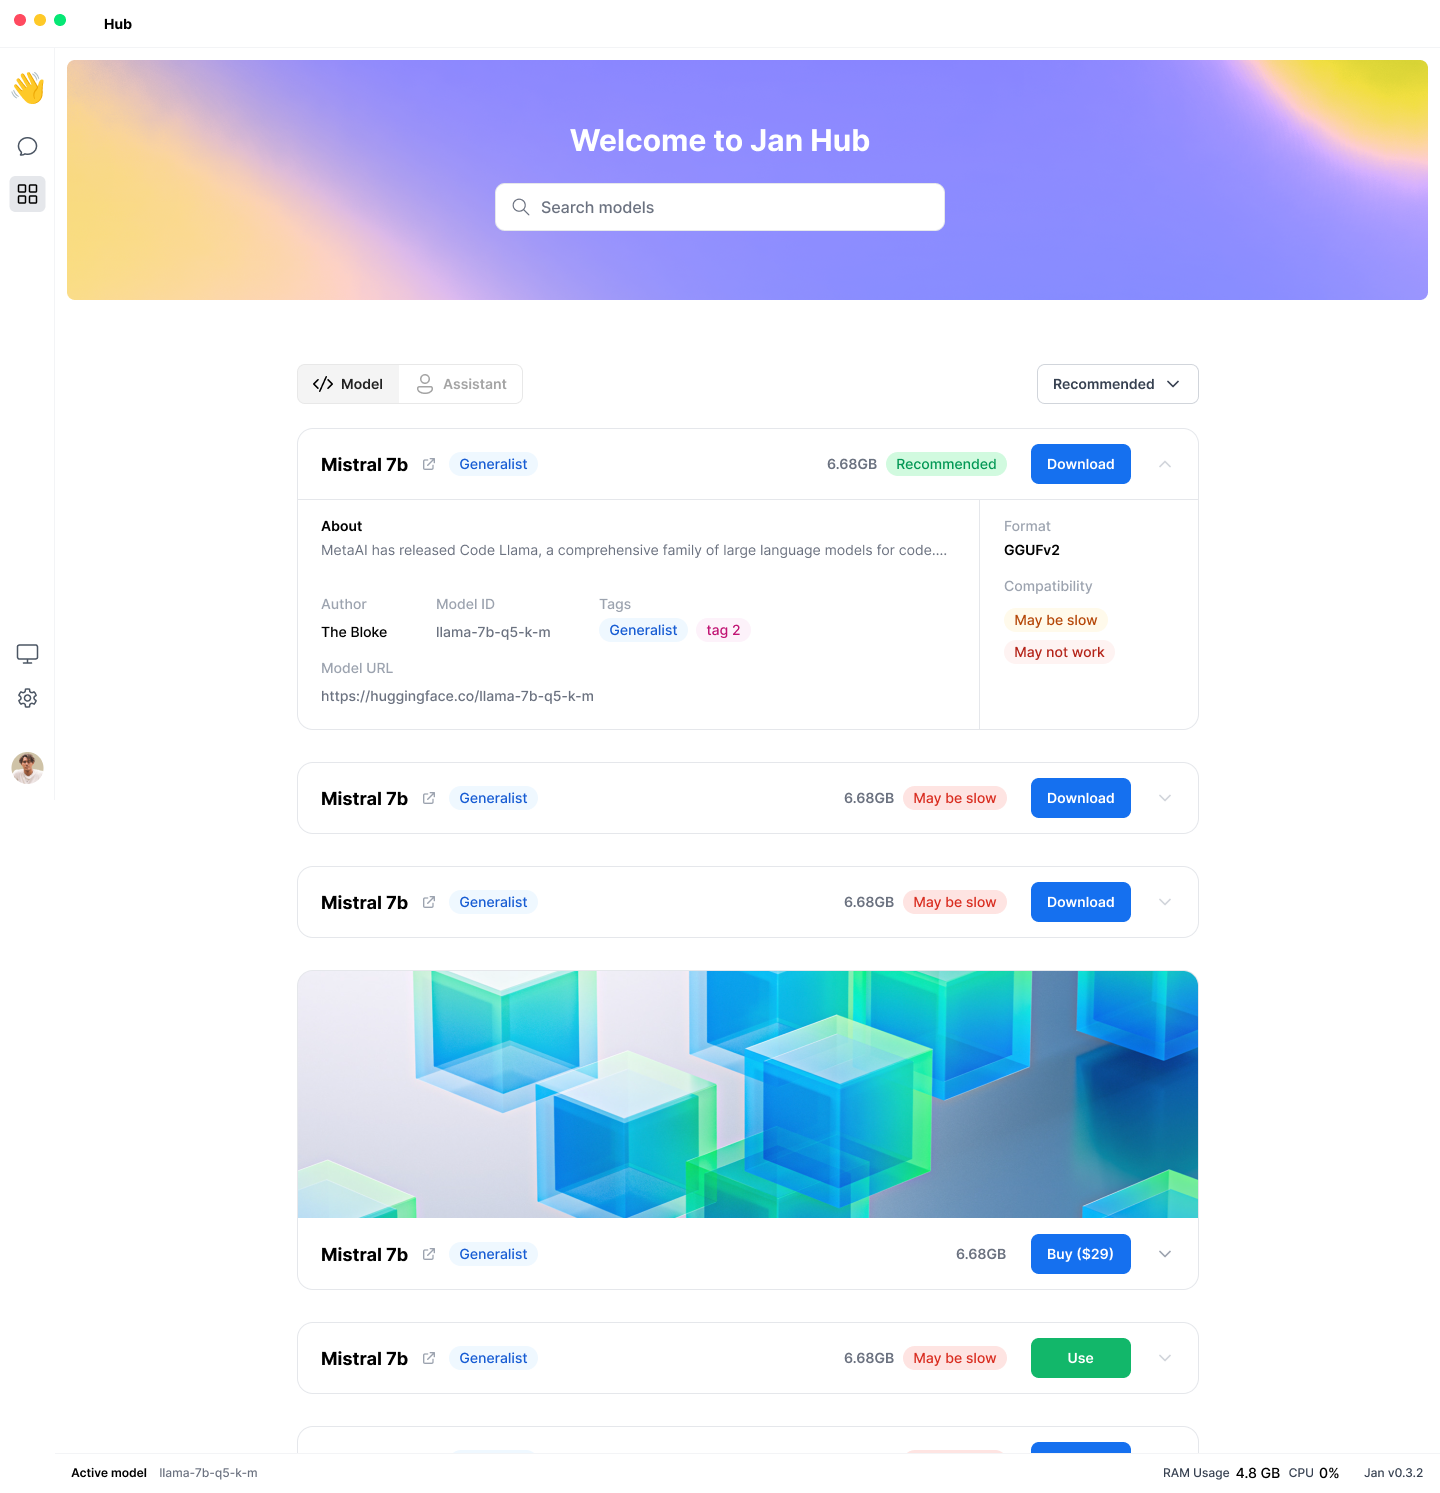 Hub
Welcome to Jan Hub
Search models
Model
Assistant
Recommended
Mistral 7b
Generalist
6.68GB
Recommended
Download
About
MetaAI has released Code Llama, a comprehensive family of large language models for code....
Format
GGUFv2
Compatibility
May be slow
May not work
Author
Model ID
Tags
The Bloke
llama-7b-q5-k-m
Generalist
tag 2
Model URL
https://huggingface.co/llama-7b-q5-k-m
Mistral 7b
Generalist
6.68GB
May be slow
Download
Mistral 7b
Generalist
6.68GB
May be slow
Download
Mistral 7b
Generalist
6.68GB
Buy ($29)
Mistral 7b
Generalist
6.68GB
May be slow
Use
Active model llama-7b-q5-k-m
RAM Usage 4.8 GB CPU 0% Jan v0.3.2